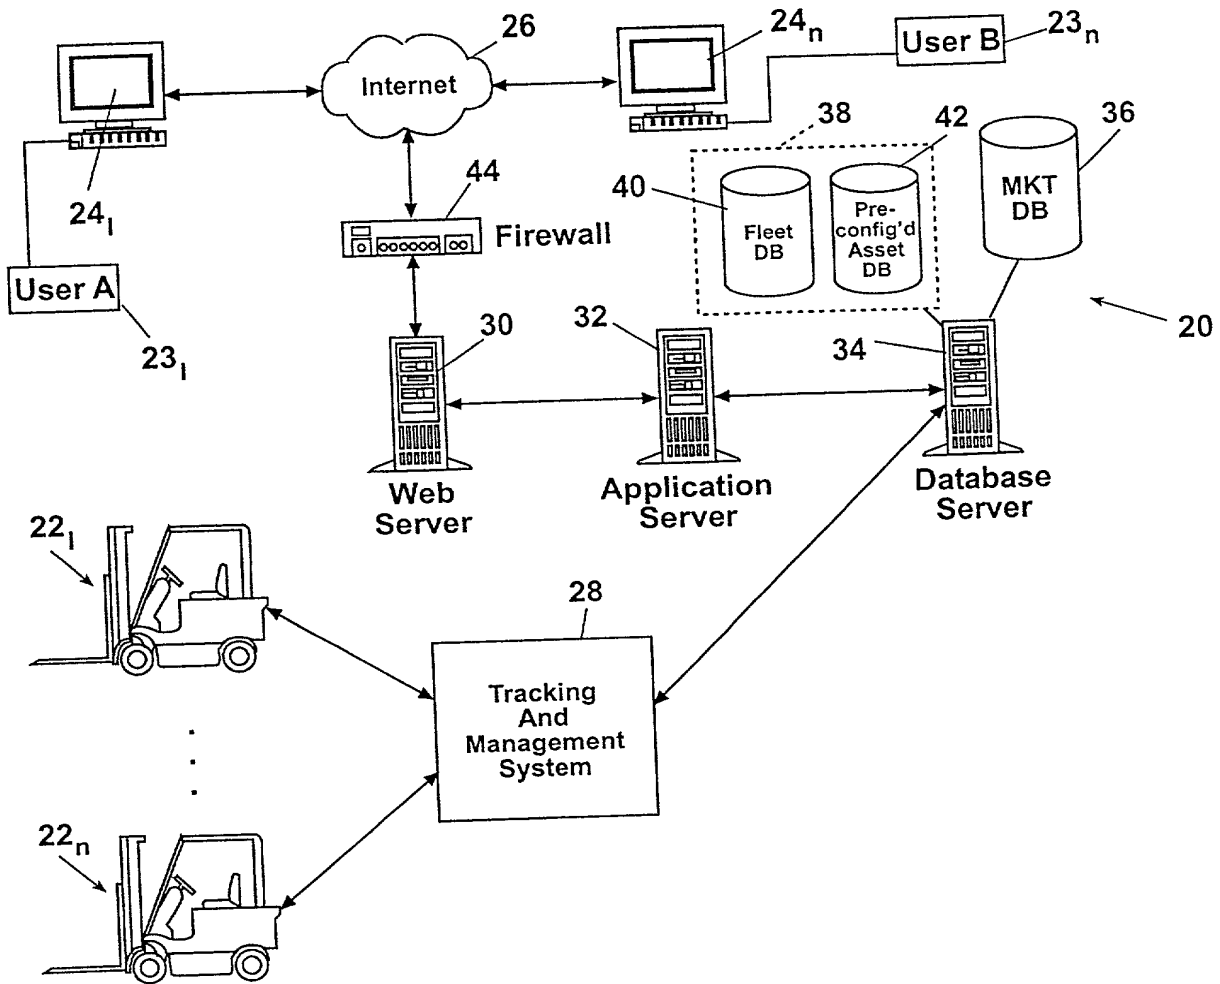 26
24n
User B
23n
Internet
38
42
36
24l
44
40
MKT
DB
Fleet
DB
Pre-
config'd
Asset
DB
Firewall
User A
23l
30
32
34
20
Web
Server
Application
Server
Database
Server
22l
28
Tracking
And
Management
System
22n